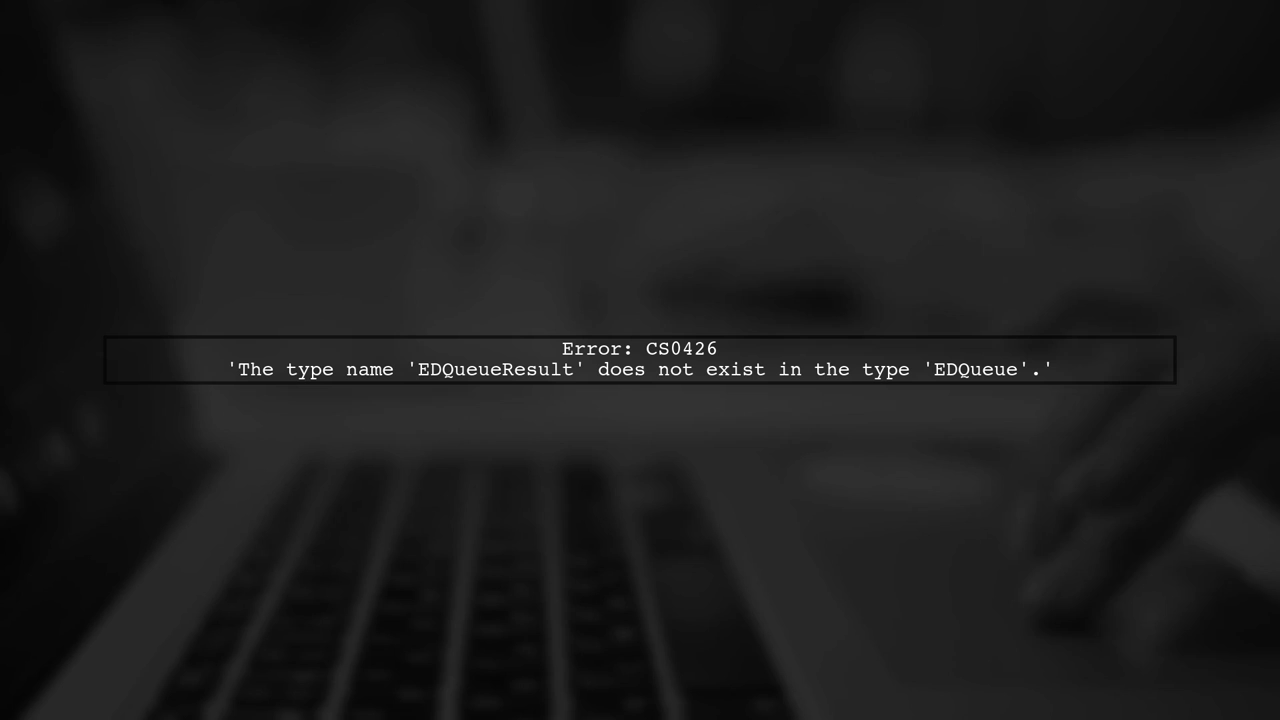 Error: CS0426
'The type name 'EDQueueResult' does not exist in the type 'EDQueue'.'